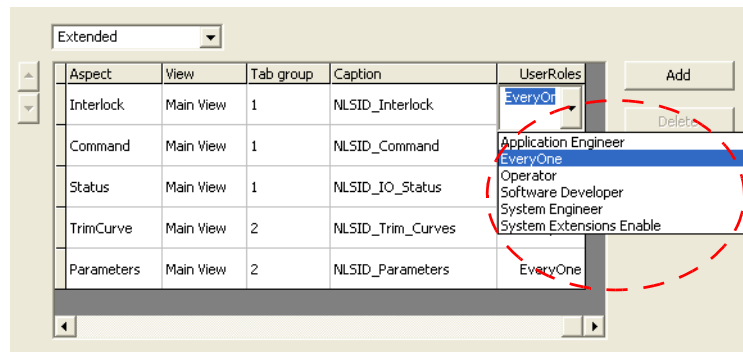 Extended
Aspect View Tab group Caption UserRoles Add
Interlock Main View 1 NLSID_Interlock EveryOn
Delete
Command Main View 1 NLSID_Command Application Engineer
EveryOne
Status Main View 1 NLSID_IO_Status Operator
Software Developer
System Engineer
System Extensions Enable
TrimCurve Main View 2 NLSID_Trim_Curves
Parameters Main View 2 NLSID_Parameters EveryOne